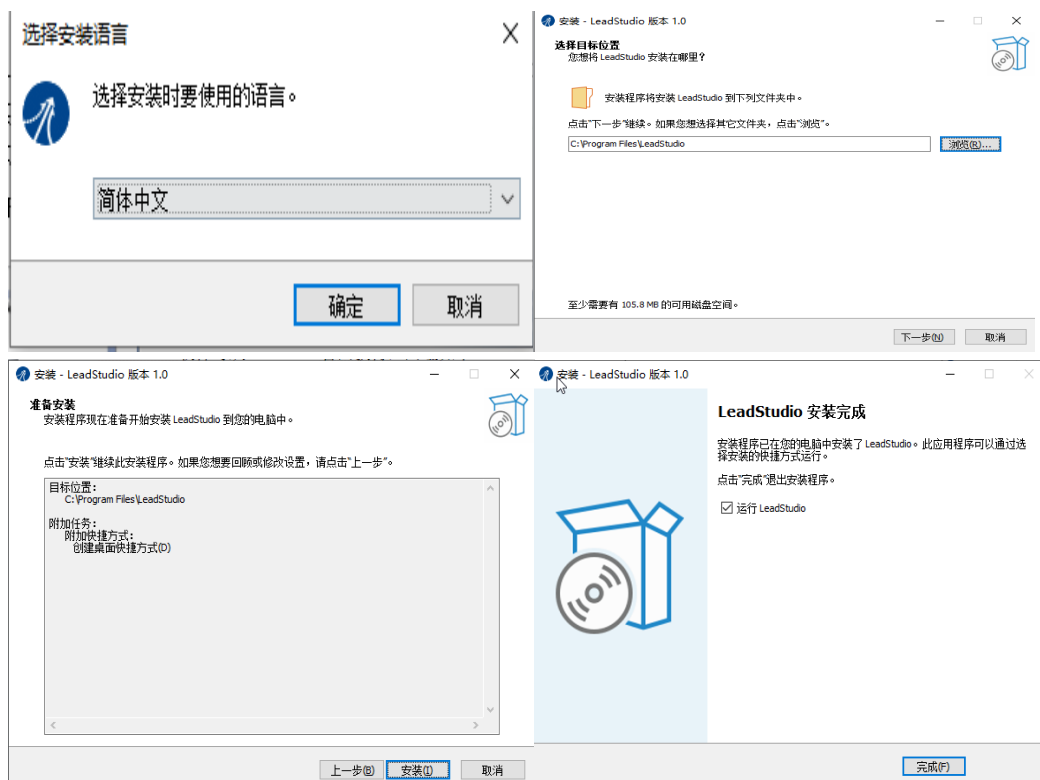 选择安装语言
选择安装时要使用的语言。
简体中文
确定
取消
安装 - LeadStudio 版本 1.0
选择目标位置
您想将 LeadStudio 安装在哪里？
安装程序将安装 LeadStudio 到下列文件夹中。
点击"下一步"继续。如果您想选择其它文件夹，点击"浏览"。
C:\Program Files\LeadStudio
浏览(R)...
至少需要有 105.8 MB 的可用磁盘空间。
下一步(N)
取消
安装 - LeadStudio 版本 1.0
准备安装
安装程序现在准备开始安装 LeadStudio 到您的电脑中。
点击"安装"继续此安装程序。如果您想要回顾或修改设置，请点击"上一步"。
目标位置：
C:\Program Files\LeadStudio
附加任务：
附加快捷方式：
创建桌面快捷方式(D)
上一步(B)
安装(I)
取消
安装 - LeadStudio 版本 1.0
LeadStudio 安装完成
安装程序已在您的电脑中安装了 LeadStudio。此应用程序可以通过选
择安装的快捷方式运行。
点击"完成"退出安装程序。
运行 LeadStudio
完成(F)